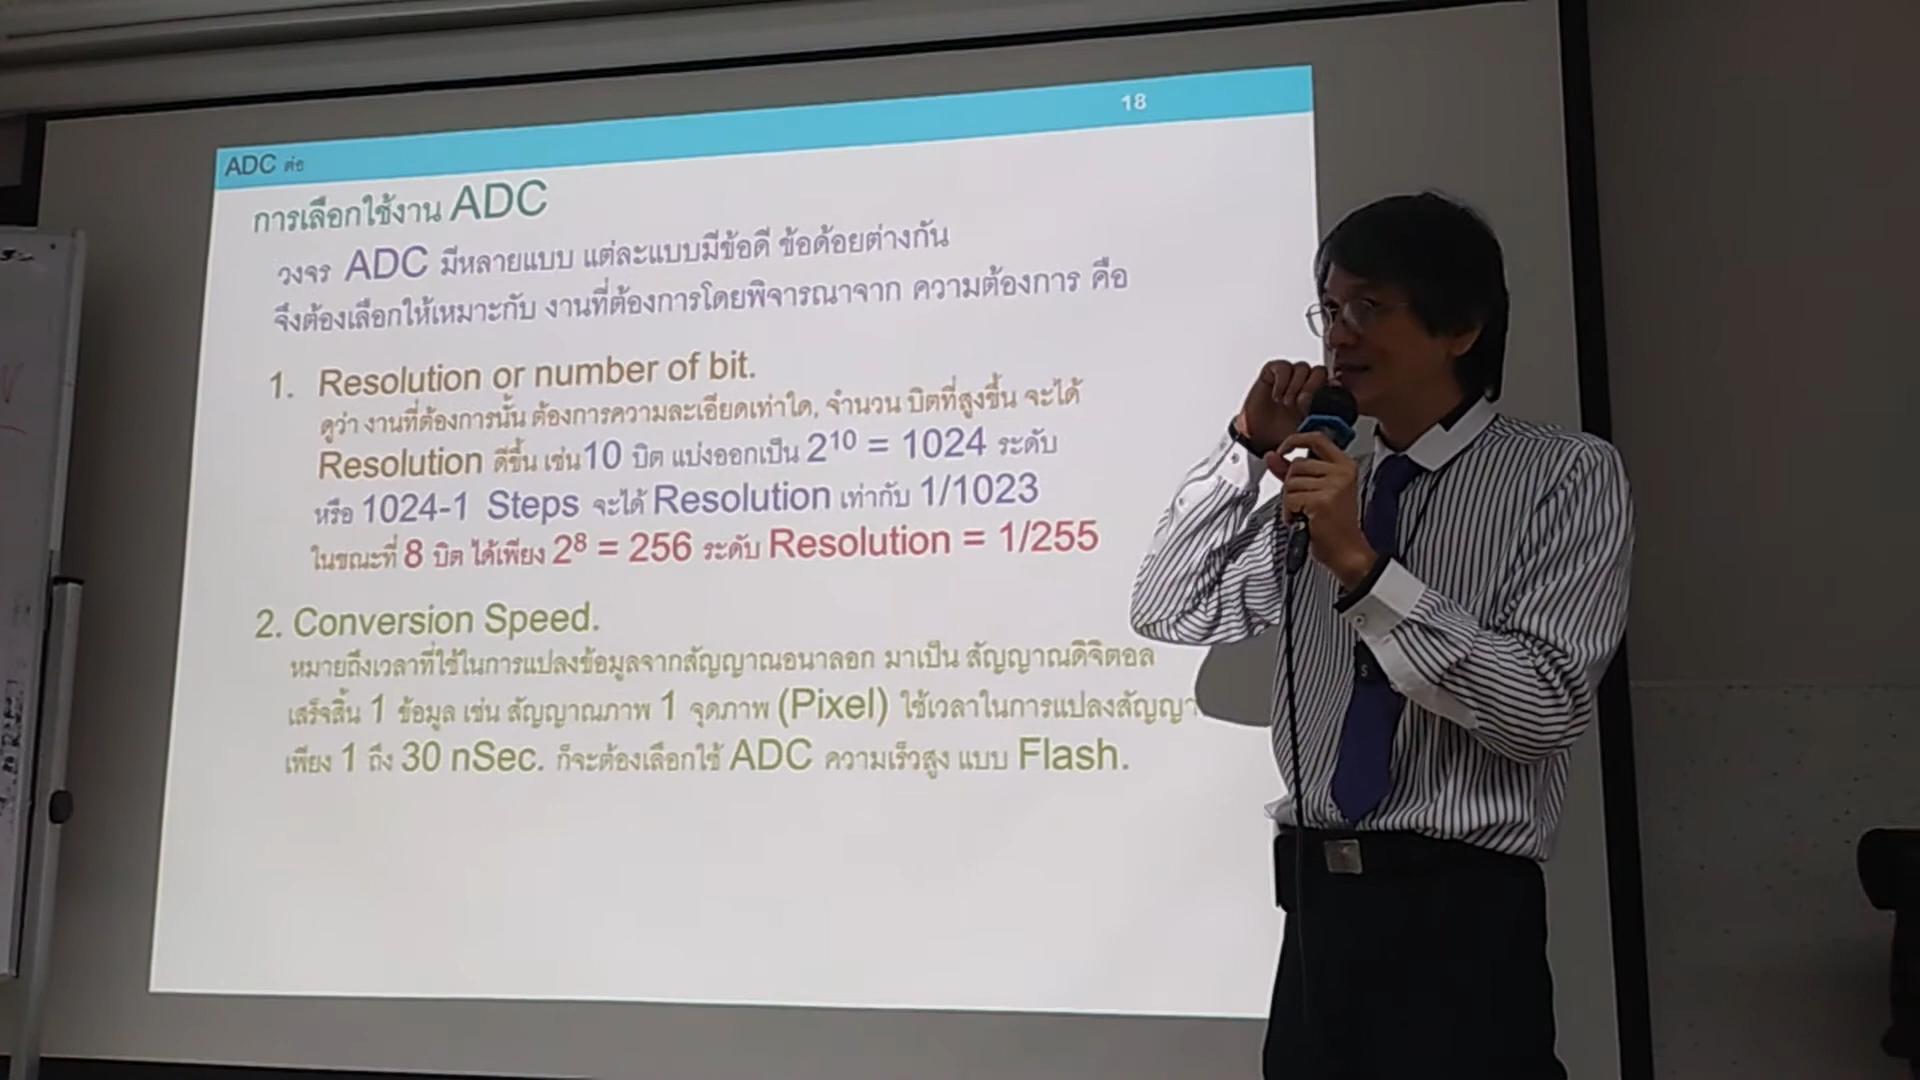 18
ADC ต่อ
การเลือกใช้งาน ADC
วงจร ADC มีหลายแบบ แต่ละแบบมีข้อดี ข้อด้อยต่างกัน
จึงต้องเลือกให้เหมาะกับ งานที่ต้องการโดยพิจารณาจาก ความต้องการ คือ
1. Resolution or number of bit.
ดูว่า งานที่ต้องการนั้น ต้องการความละเอียดเท่าใด, จำนวน บิตที่สูงขึ้น จะได้
Resolution ดีขึ้น เช่น 10 บิต แบ่งออกเป็น 2¹⁰ = 1024 ระดับ
หรือ 1024-1 Steps จะได้ Resolution เท่ากับ 1/1023
ในขณะที่ 8 บิต ได้เพียง 2⁸ = 256 ระดับ Resolution = 1/255
2. Conversion Speed.
หมายถึงเวลาที่ใช้ในการแปลงข้อมูลจากสัญญาณอนาลอก มาเป็น สัญญาณดิจิตอล
เสร็จสิ้น 1 ข้อมูล เช่น สัญญาณภาพ 1 จุดภาพ (Pixel) ใช้เวลาในการแปลงสัญญา
เพียง 1 ถึง 30 nSec. ก็จะต้องเลือกใช้ ADC ความเร็วสูง แบบ Flash.